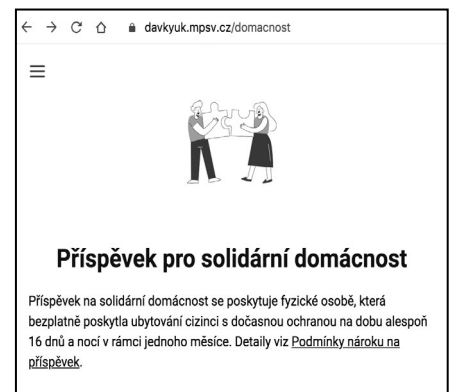 davkyuk.mpsv.cz/domacnost
Příspěvek pro solidární domácnost
Příspěvek na solidární domácnost se poskytuje fyzické osobě, která
bezplatně poskytla ubytování cizinci s dočasnou ochranou na dobu alespoň
16 dnů a nocí v rámci jednoho měsíce. Detaily viz Podmínky nároku na
příspěvek.